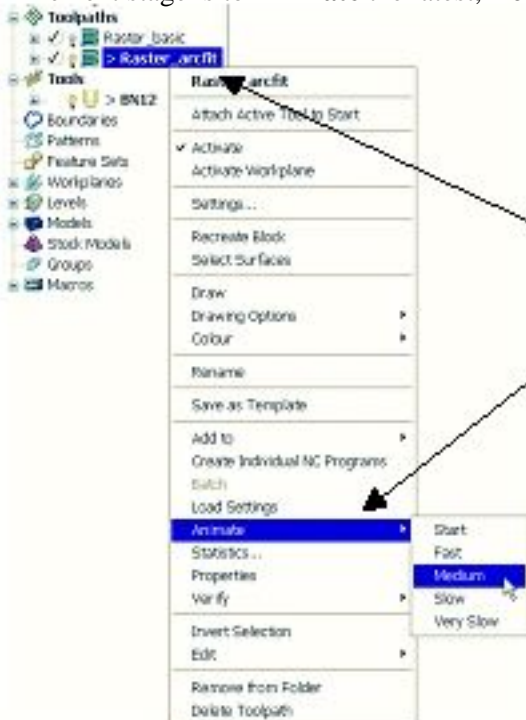 Toolpaths
Raster_basic
> Raster_arcfit
Tools
> BN12
Boundaries
Patterns
Feature Sets
Workplanes
Levels
Models
Stock Models
Groups
Macros
Raster_arcfit
Attach Active Tool to Start
Activate
Activate Workplane
Settings...
Recreate Block
Select Surfaces
Draw
Drawing Options
Colour
Rename
Save as Template
Add to
Create Individual NC Programs
Batch
Load Settings
Animate
Statistics...
Properties
Verify
Invert Selection
Edit
Remove from Folder
Delete Toolpath
Start
Fast
Medium
Slow
Very Slow